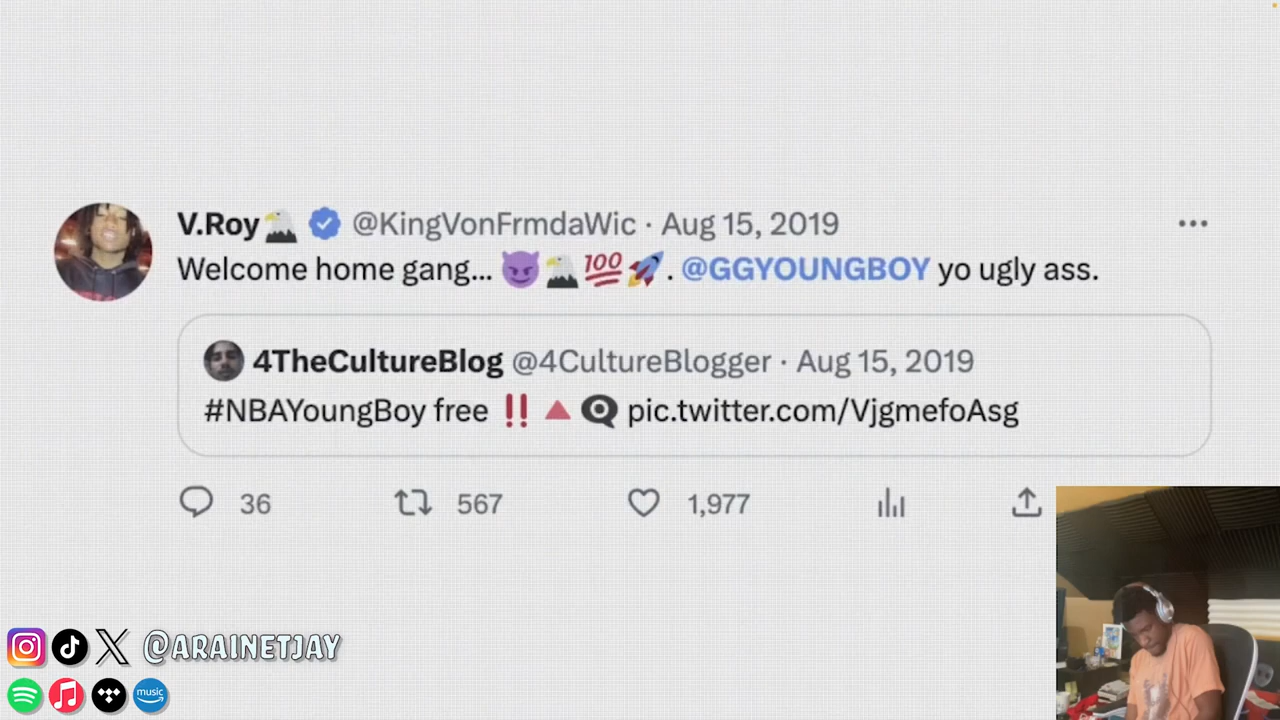 V.Roy🦅 @KingVonFrmdaWic · Aug 15, 2019
Welcome home gang... 😈🦅💯🚀. @GGYOUNGBOY yo ugly ass.
4TheCultureBlog @4CultureBlogger · Aug 15, 2019
#NBAYoungBoy free ‼️🔺👁️‍🗨️ pic.twitter.com/VjgmefoAsg
36 567 1,977
@ARAINETJAY
music